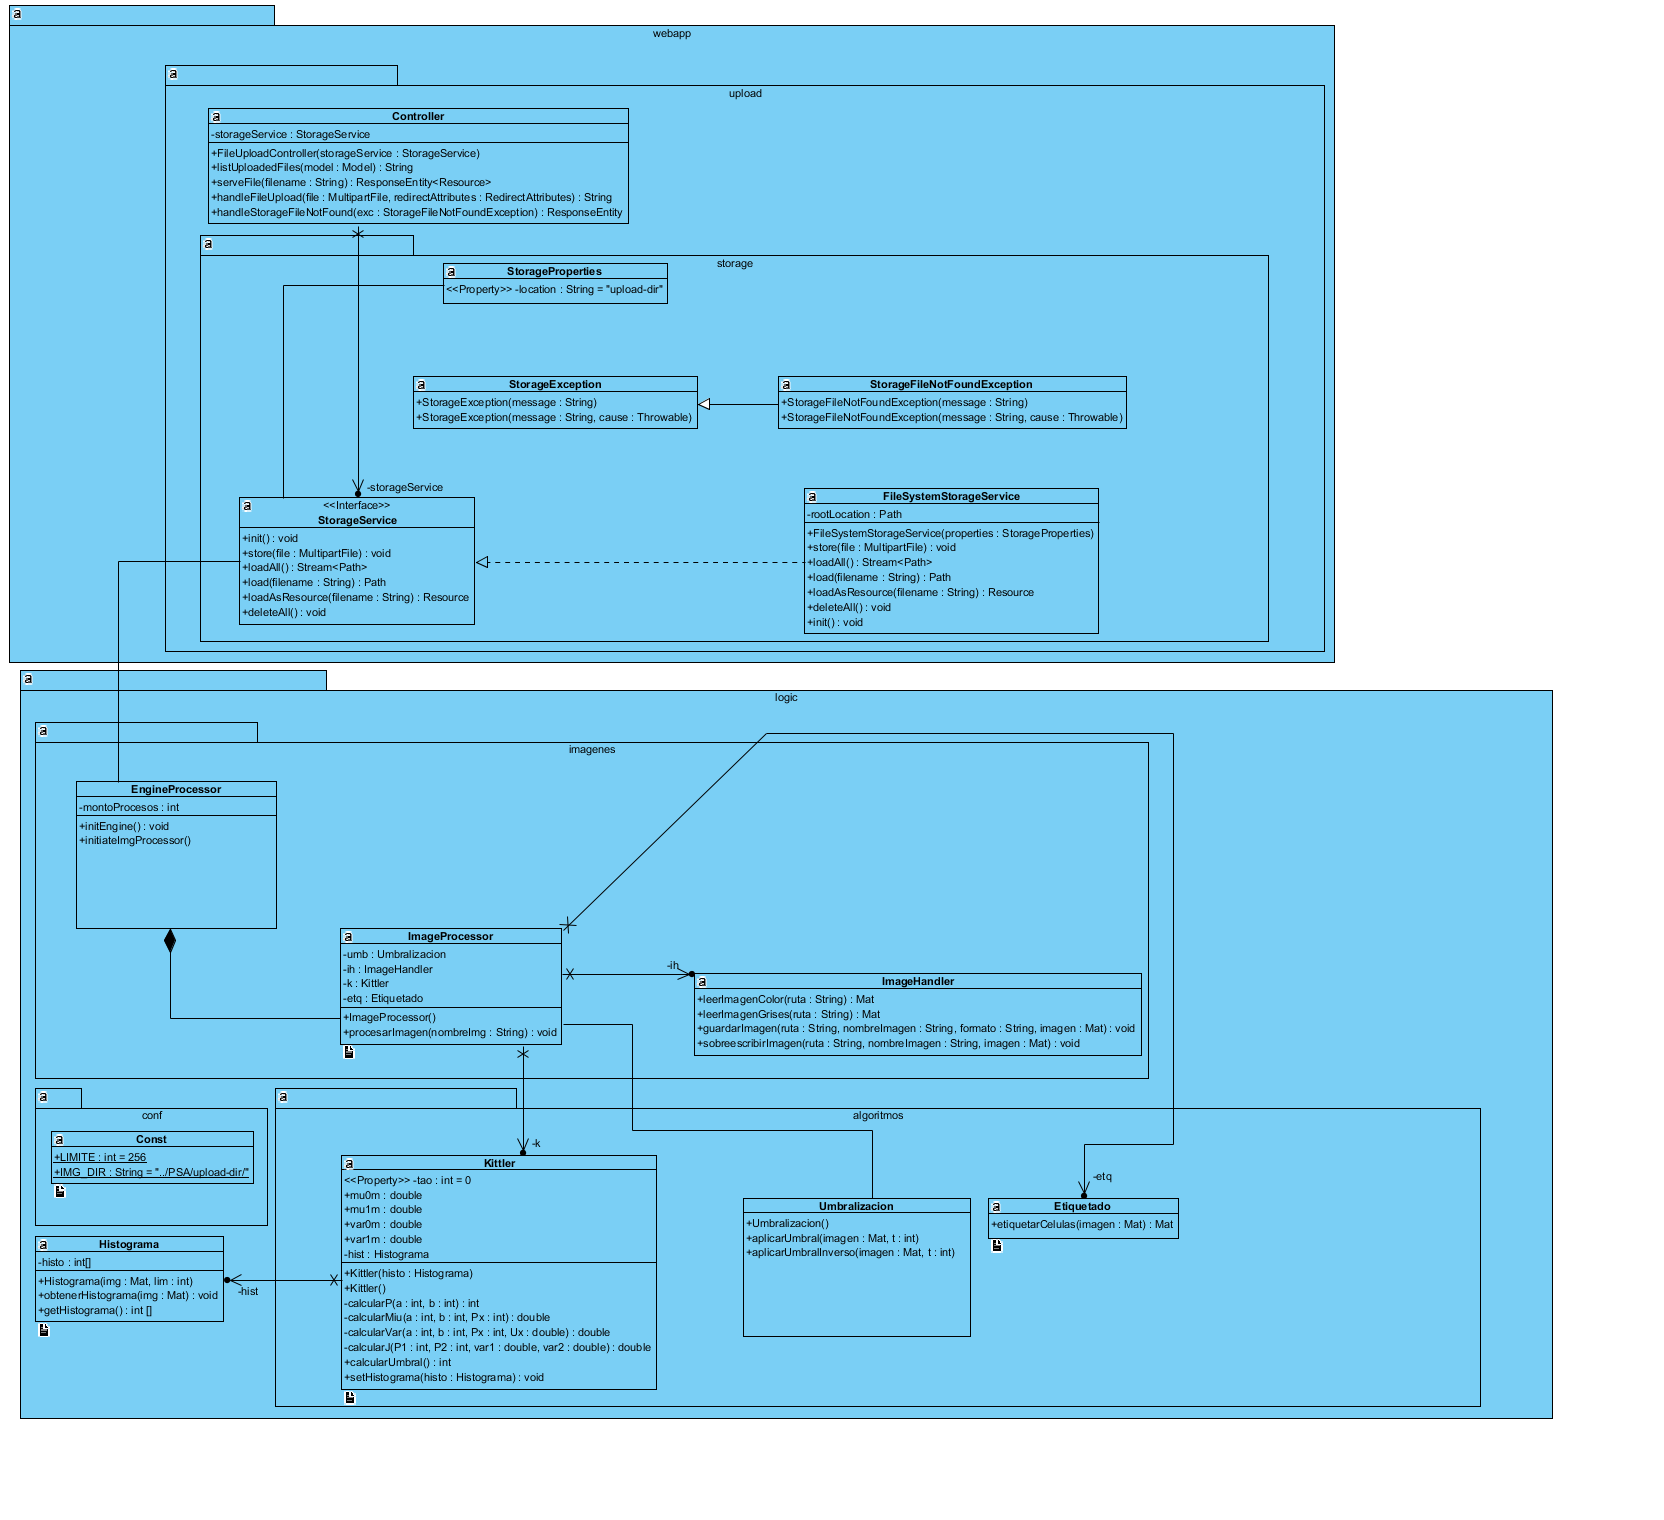 webapp
upload
Controller
-storageService : StorageService
+FileUploadController(storageService : StorageService)
+listUploadedFiles(model : Model) : String
+serveFile(filename : String) : ResponseEntity<Resource>
+handleFileUpload(file : MultipartFile, redirectAttributes : RedirectAttributes) : String
+handleStorageFileNotFound(exc : StorageFileNotFoundException) : ResponseEntity
storage
StorageProperties
<<Property>> -location : String = "upload-dir"
StorageException
+StorageException(message : String)
+StorageException(message : String, cause : Throwable)
StorageFileNotFoundException
+StorageFileNotFoundException(message : String)
+StorageFileNotFoundException(message : String, cause : Throwable)
-storageService
<<Interface>>
StorageService
+init() : void
+store(file : MultipartFile) : void
+loadAll() : Stream<Path>
+load(filename : String) : Path
+loadAsResource(filename : String) : Resource
+deleteAll() : void
FileSystemStorageService
-rootLocation : Path
+FileSystemStorageService(properties : StorageProperties)
+store(file : MultipartFile) : void
+loadAll() : Stream<Path>
+load(filename : String) : Path
+loadAsResource(filename : String) : Resource
+deleteAll() : void
+init() : void
logic
imagenes
EngineProcessor
-montoProcesos : int
+initEngine() : void
+initiateImgProcessor()
ImageProcessor
-umb : Umbralizacion
-ih : ImageHandler
-k : Kittler
-etq : Etiquetado
+ImageProcessor()
+procesarImagen(nombreImg : String) : void
-ih
ImageHandler
+leerImagenColor(ruta : String) : Mat
+leerImagenGrises(ruta : String) : Mat
+guardarImagen(ruta : String, nombreImagen : String, formato : String, imagen : Mat) : void
+sobreescribirImagen(ruta : String, nombreImagen : String, imagen : Mat) : void
conf
Const
+LIMITE : int = 256
+IMG_DIR : String = "../PSA/upload-dir/"
algoritmos
-k
Kittler
<<Property>> -tao : int = 0
+mu0m : double
+mu1m : double
+var0m : double
+var1m : double
-hist : Histograma
+Kittler(histo : Histograma)
+Kittler()
-calcularP(a : int, b : int) : int
-calcularMiu(a : int, b : int, Px : int) : double
-calcularVar(a : int, b : int, Px : int, Ux : double) : double
-calcularJ(P1 : int, P2 : int, var1 : double, var2 : double) : double
+calcularUmbral() : int
+setHistograma(histo : Histograma) : void
Umbralizacion
+Umbralizacion()
+aplicarUmbral(imagen : Mat, t : int)
+aplicarUmbralInverso(imagen : Mat, t : int)
-etq
Etiquetado
+etiquetarCelulas(imagen : Mat) : Mat
Histograma
-histo : int[]
+Histograma(img : Mat, lim : int)
+obtenerHistograma(img : Mat) : void
+getHistograma() : int []
-hist